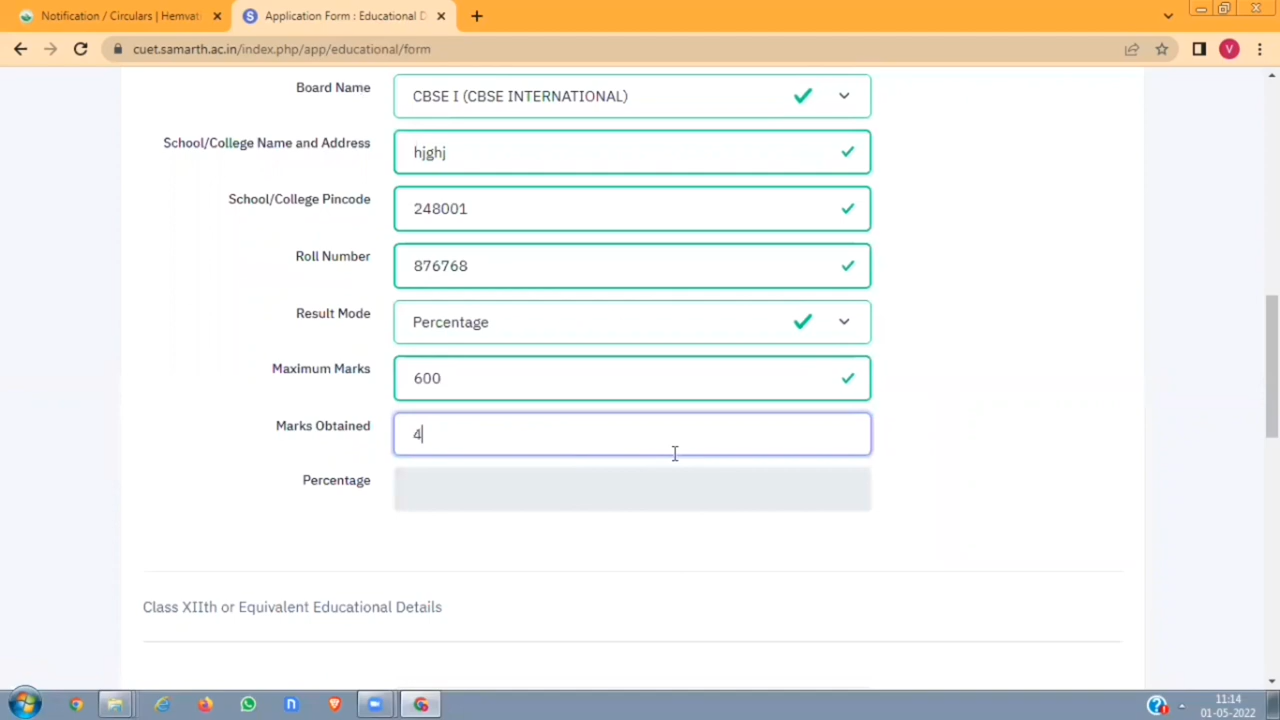 Notification / Circulars | Hemvat
Application Form : Educational D
cuet.samarth.ac.in/index.php/app/educational/form
V
Board Name
CBSE I (CBSE INTERNATIONAL)
School/College Name and Address
hjghj
School/College Pincode
248001
Roll Number
876768
Result Mode
Percentage
Maximum Marks
600
Marks Obtained
4
Percentage
Class XIIth or Equivalent Educational Details
11:14
01-05-2022